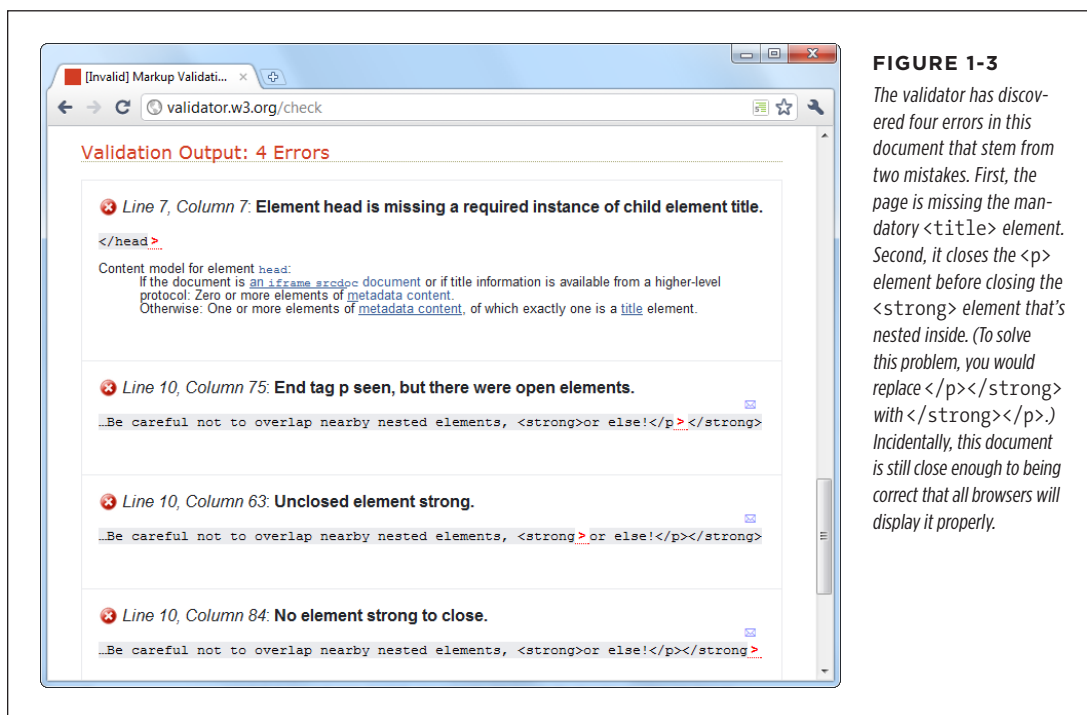 [Invalid] Markup Validati...
validator.w3.org/check
Validation Output: 4 Errors
Line 7, Column 7: Element head is missing a required instance of child element title.
</head>
Content model for element head:
If the document is an iframe srcdoc document or if title information is available from a higher-level
protocol: Zero or more elements of metadata content.
Otherwise: One or more elements of metadata content, of which exactly one is a title element.
Line 10, Column 75: End tag p seen, but there were open elements.
…Be careful not to overlap nearby nested elements, <strong>or else!</p></strong>
Line 10, Column 63: Unclosed element strong.
…Be careful not to overlap nearby nested elements, <strong>or else!</p></strong>
Line 10, Column 84: No element strong to close.
…Be careful not to overlap nearby nested elements, <strong>or else!</p></strong>
FIGURE 1-3
The validator has discov-
ered four errors in this
document that stem from
two mistakes. First, the
page is missing the man-
datory <title> element.
Second, it closes the <p>
element before closing the
<strong> element that's
nested inside. (To solve
this problem, you would
replace </p></strong>
with </strong></p>.)
Incidentally, this document
is still close enough to being
correct that all browsers will
display it properly.